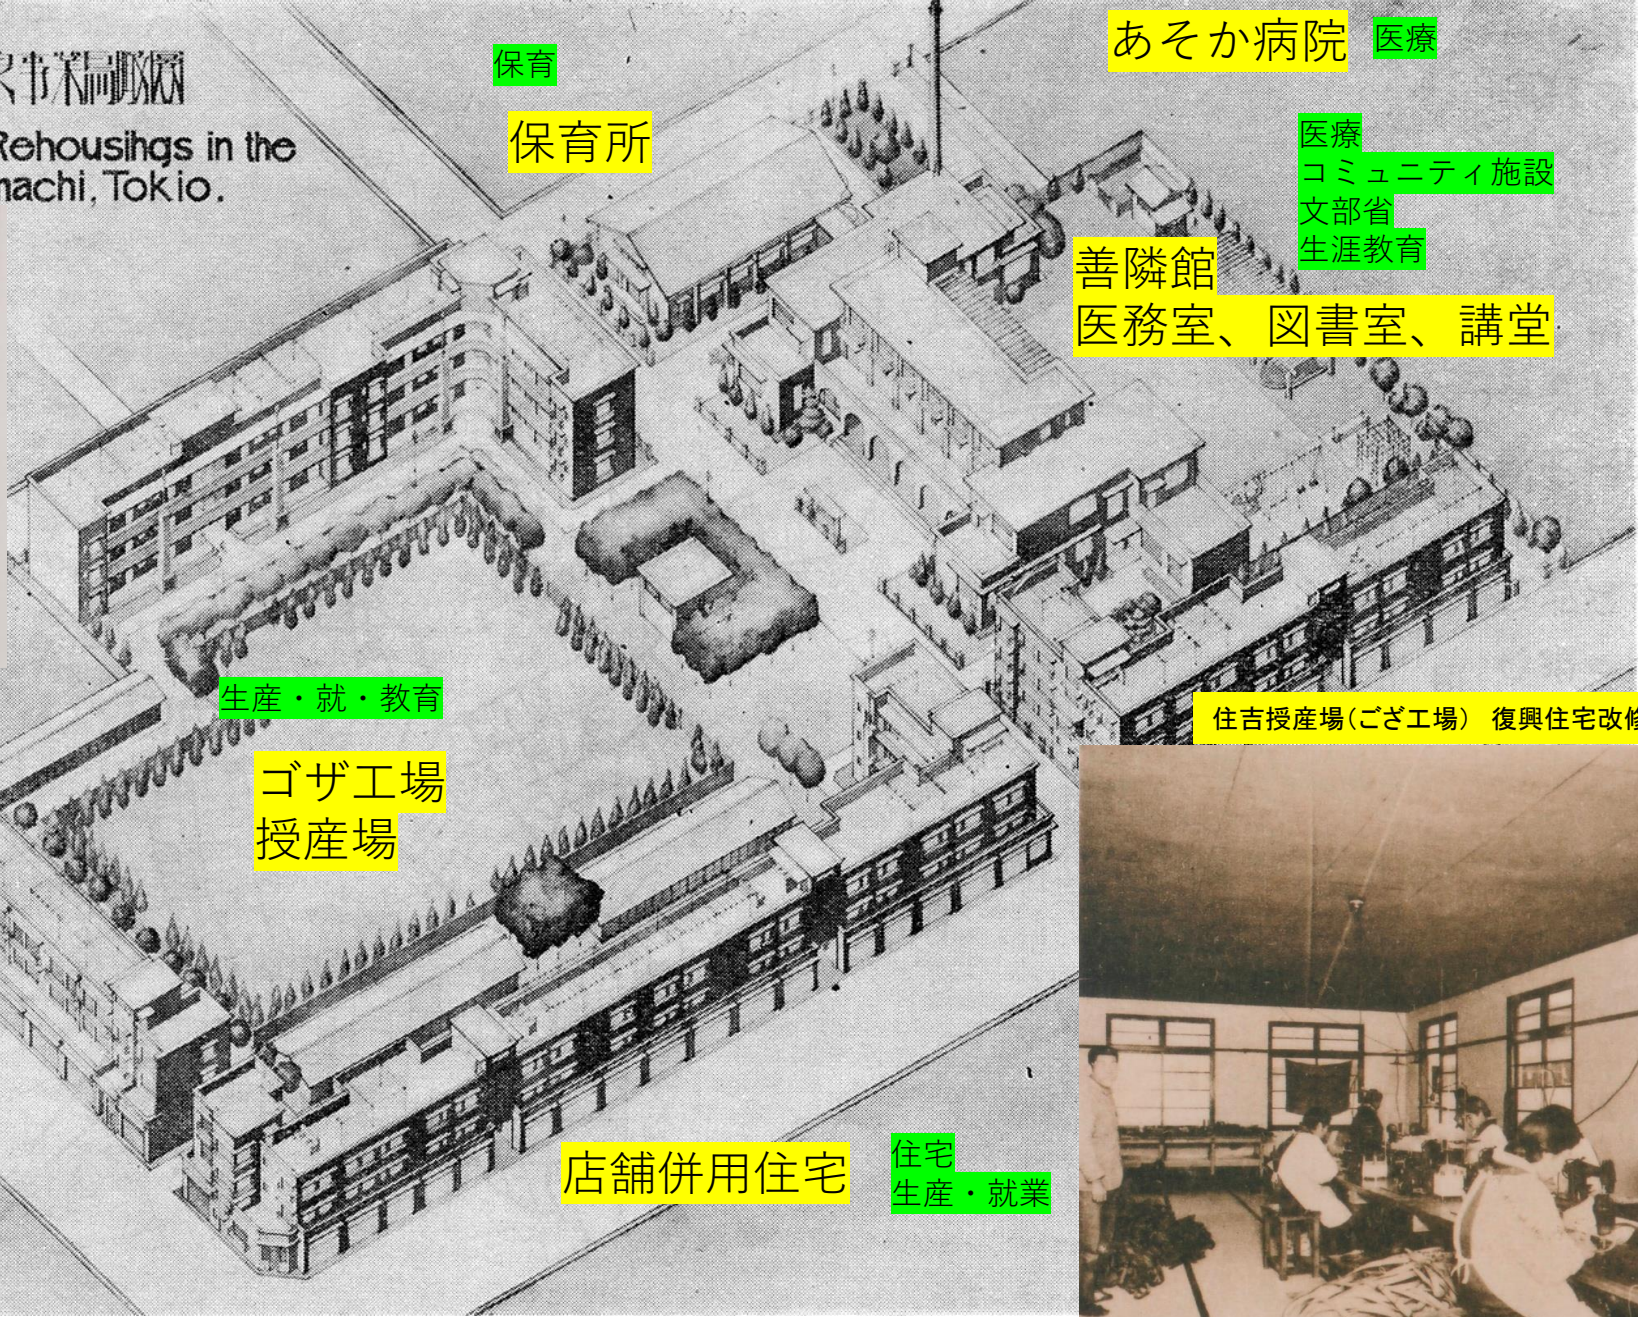 Rehousings in the
machi, Tokio.
保育
保育所
あそか病院
医療
医療
コミュニティ施設
文部省
生涯教育
善隣館
医務室、図書室、講堂
生産・就・教育
ゴザ工場
授産場
住吉授産場(ござ工場) 復興住宅改修
店舗併用住宅
住宅
生産・就業